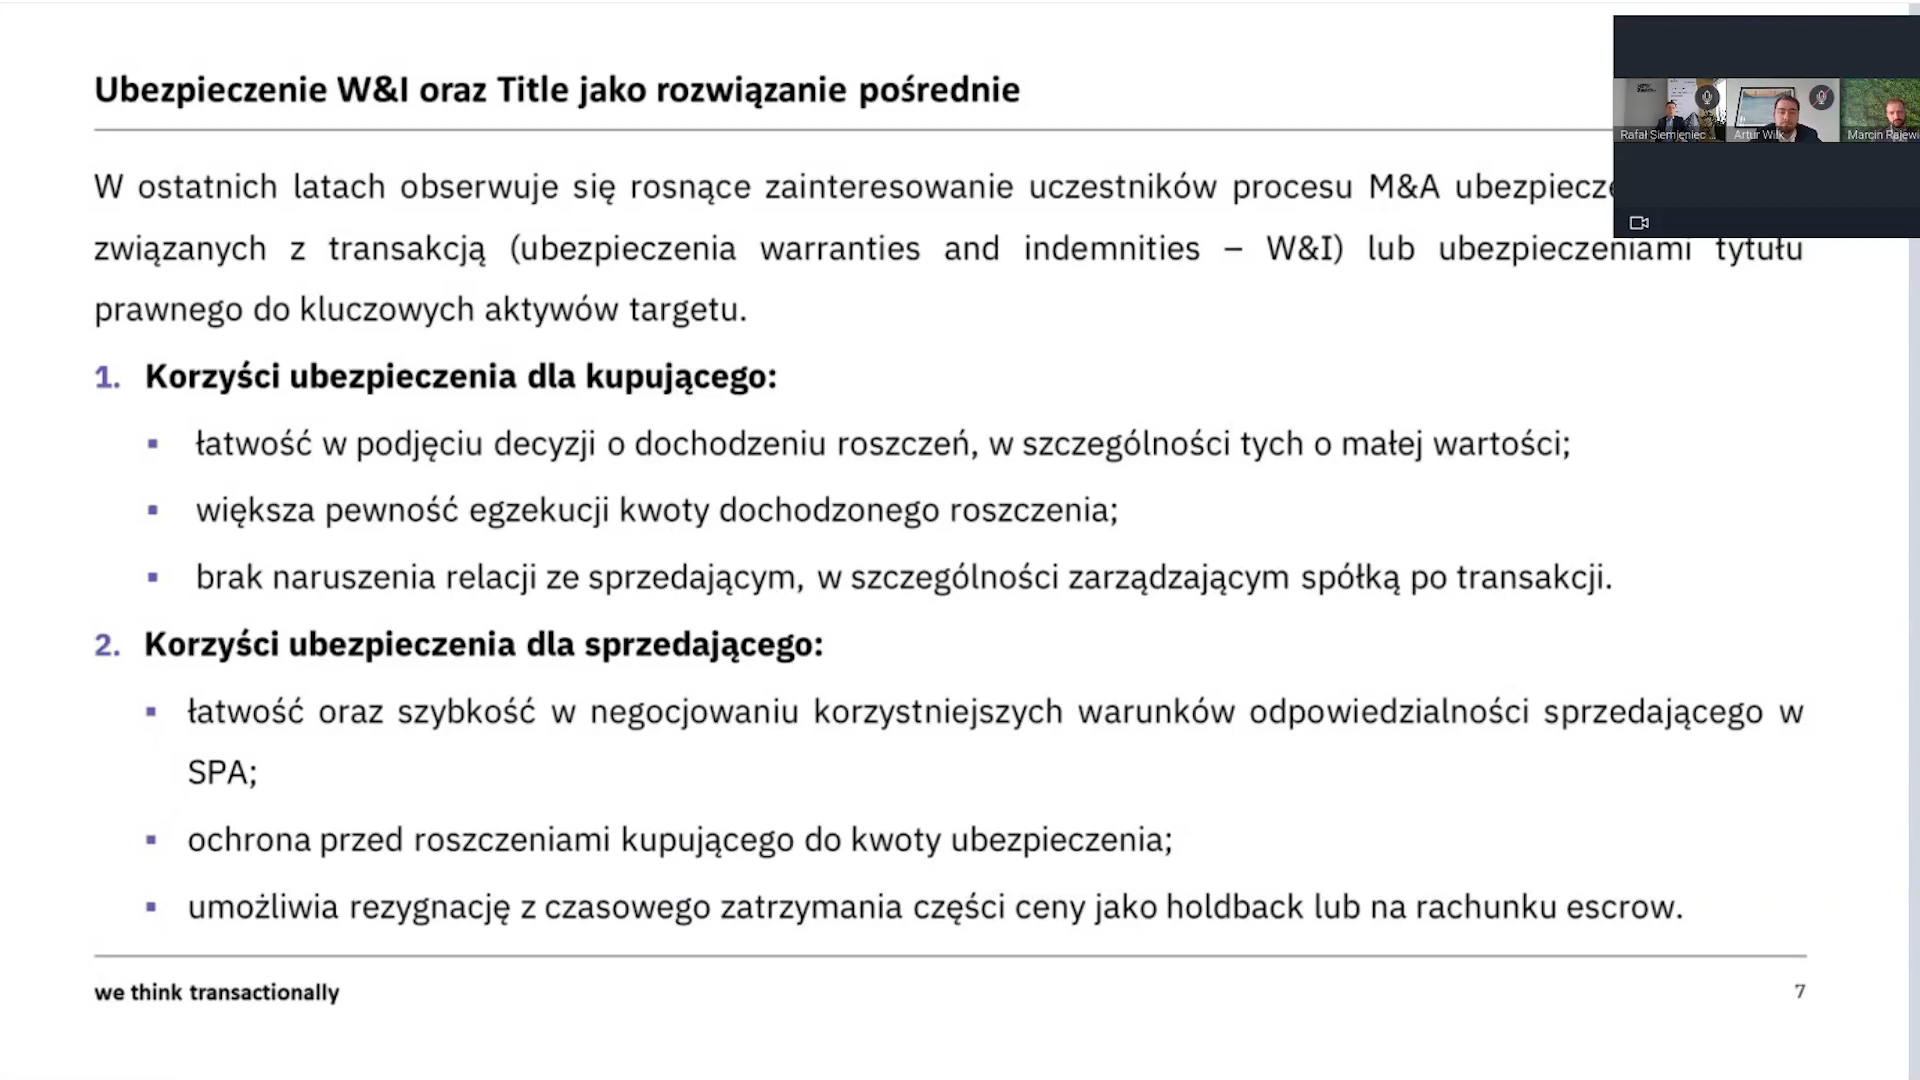 Ubezpieczenie W&I oraz Title jako rozwiązanie pośrednie
Rafał Siemieniec ...
Artur Wilk
Marcin
W ostatnich latach obserwuje się rosnące zainteresowanie uczestników procesu M&A
związanych z transakcją (ubezpieczenia warranties and indemnities – W&I) lub ubezpieczeniami tytułu
prawnego do kluczowych aktywów targetu.
1. Korzyści ubezpieczenia dla kupującego:
▪ łatwość w podjęciu decyzji o dochodzeniu roszczeń, w szczególności tych o małej wartości;
▪ większa pewność egzekucji kwoty dochodzonego roszczenia;
▪ brak naruszenia relacji ze sprzedającym, w szczególności zarządzającym spółką po transakcji.
2. Korzyści ubezpieczenia dla sprzedającego:
▪ łatwość oraz szybkość w negocjowaniu korzystniejszych warunków odpowiedzialności sprzedającego w
SPA;
▪ ochrona przed roszczeniami kupującego do kwoty ubezpieczenia;
▪ umożliwia rezygnację z czasowego zatrzymania części ceny jako holdback lub na rachunku escrow.
we think transactionally
7